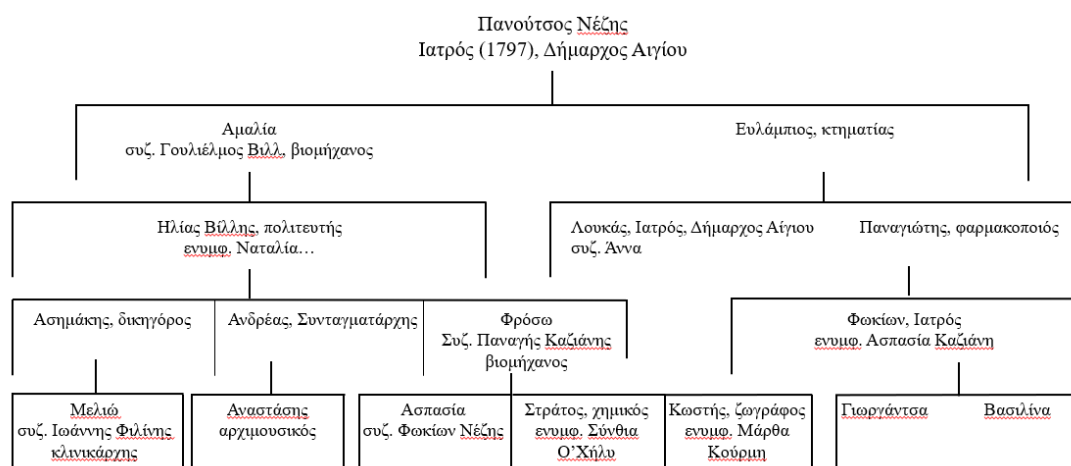 Πανούτσος Νέζης
Ιατρός (1797), Δήμαρχος Αιγίου
Αμαλία
συζ. Γουλιέλμος Βιλλ, βιομήχανος
Ευλάμπιος, κτηματίας
Ηλίας Βίλλης, πολιτευτής
ενυμφ. Ναταλία…
Λουκάς, Ιατρός, Δήμαρχος Αίγιου
συζ. Άννα
Παναγιώτης, φαρμακοποιός
Ασημάκης, δικηγόρος
Ανδρέας, Συνταγματάρχης
Φρόσω
Συζ. Παναγής Καζιάνης
βιομήχανος
Φωκίων, Ιατρός
ενυμφ. Ασπασία Καζιάνη
Μελιώ
συζ. Ιωάννης Φιλίνης
κλινικάρχης
Αναστάσης
αρχιμουσικός
Ασπασία
συζ. Φωκίων Νέζης
Στράτος, χημικός
ενυμφ. Σύνθια
Ο’Χήλυ
Κωστής, ζωγράφος
ενυμφ. Μάρθα
Κούρμη
Γιωργάντσα
Βασιλίνα